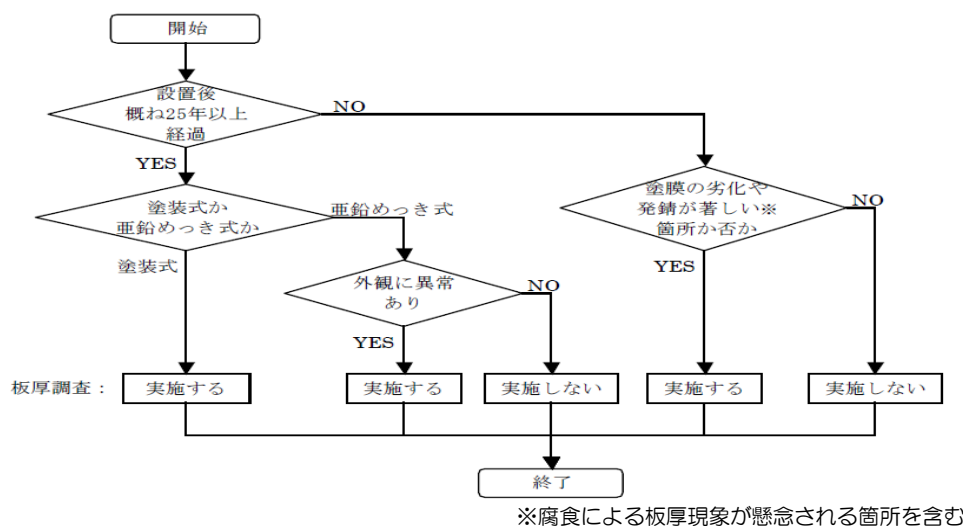 開始
設置後
概ね25年以上
経過
NO
YES
塗装式か
亜鉛めっき式か
亜鉛めっき式
塗装式
塗膜の劣化や
発錆が著しい※
箇所か否か
NO
YES
外観に異常
あり
NO
YES
板厚調査：
実施する
実施する
実施しない
実施する
実施しない
終了
※腐食による板厚現象が懸念される箇所を含む